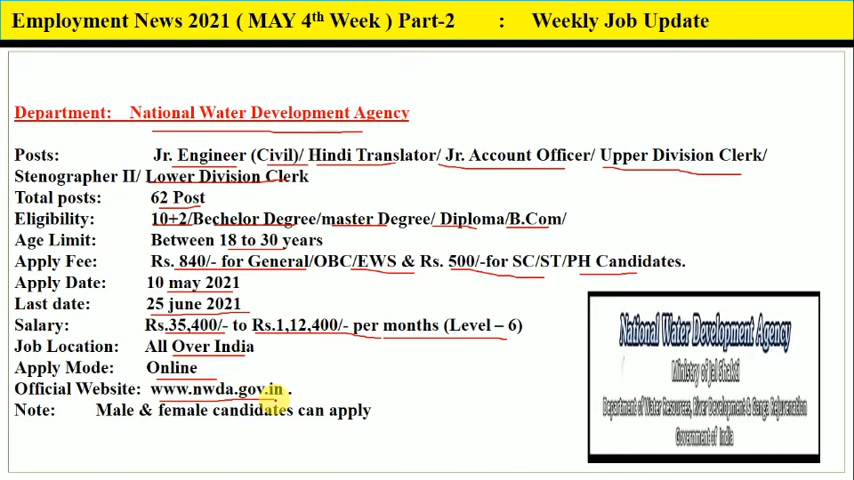 Employment News 2021 ( MAY 4th Week ) Part-2 : Weekly Job Update
Department: National Water Development Agency
Posts: Jr. Engineer (Civil)/ Hindi Translator/ Jr. Account Officer/ Upper Division Clerk/
Stenographer II/ Lower Division Clerk
Total posts: 62 Post
Eligibility: 10+2/Bechelor Degree/master Degree/ Diploma/B.Com/
Age Limit: Between 18 to 30 years
Apply Fee: Rs. 840/- for General/OBC/EWS & Rs. 500/-for SC/ST/PH Candidates.
Apply Date: 10 may 2021
Last date: 25 june 2021
Salary: Rs.35,400/- to Rs.1,12,400/- per months (Level – 6)
Job Location: All Over India
Apply Mode: Online
Official Website: www.nwda.gov.in .
Note: Male & female candidates can apply
National Water Development Agency
Ministry of Jal Shakti
Department of Water Resources, River Development & Ganga Rejuvenation
Government of India